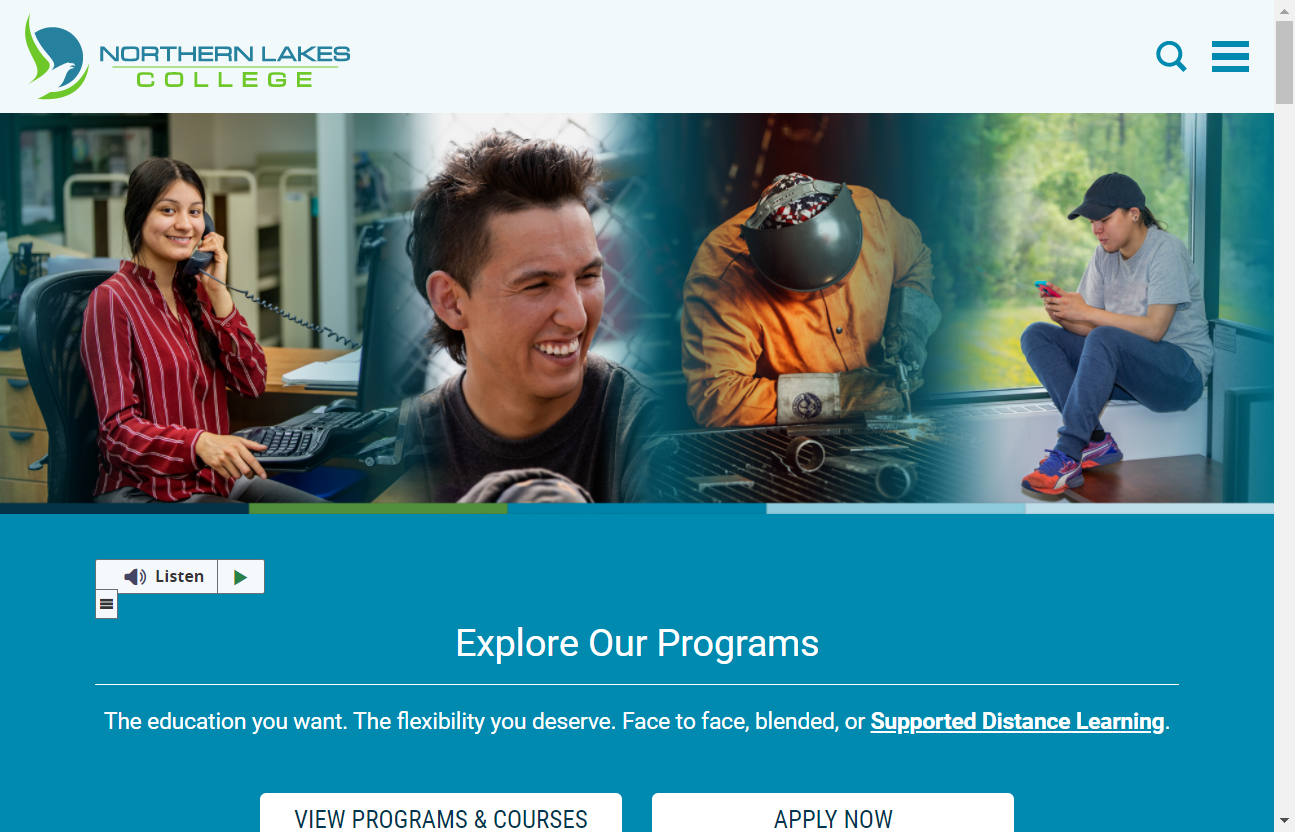 NORTHERN LAKES
COLLEGE
Listen
Explore Our Programs
The education you want. The flexibility you deserve. Face to face, blended, or Supported Distance Learning.
VIEW PROGRAMS & COURSES
APPLY NOW